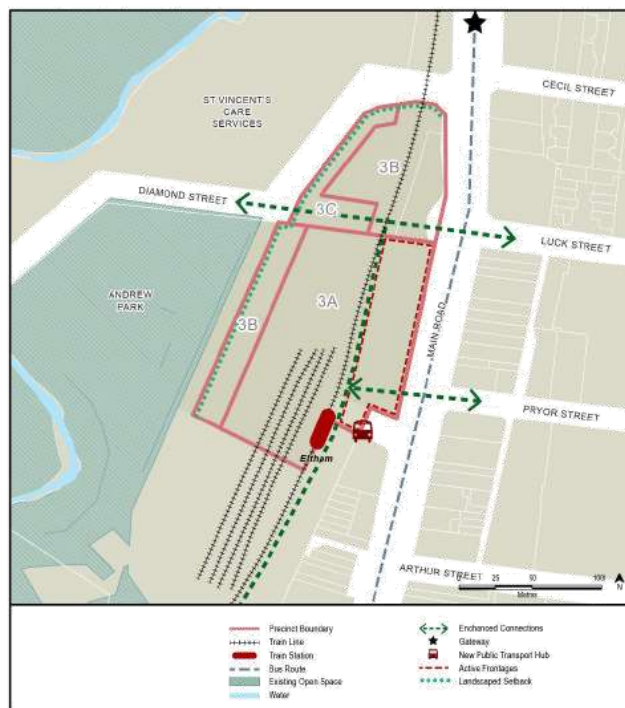 CECIL STREET
ST VINCENT'S
CARE
SERVICES
3B
DIAMOND STREET
3C
LUCK STREET
ANDREW
PARK
3A
3B
MAIN ROAD
PRYOR STREET
Eltham
ARTHUR STREET
0 25 50 100
Metres
N
Precinct Boundary
Train Line
Train Station
Bus Route
Existing Open Space
Water
Enchanced Connections
Gateway
New Public Transport Hub
Active Frontages
Landscaped Setback